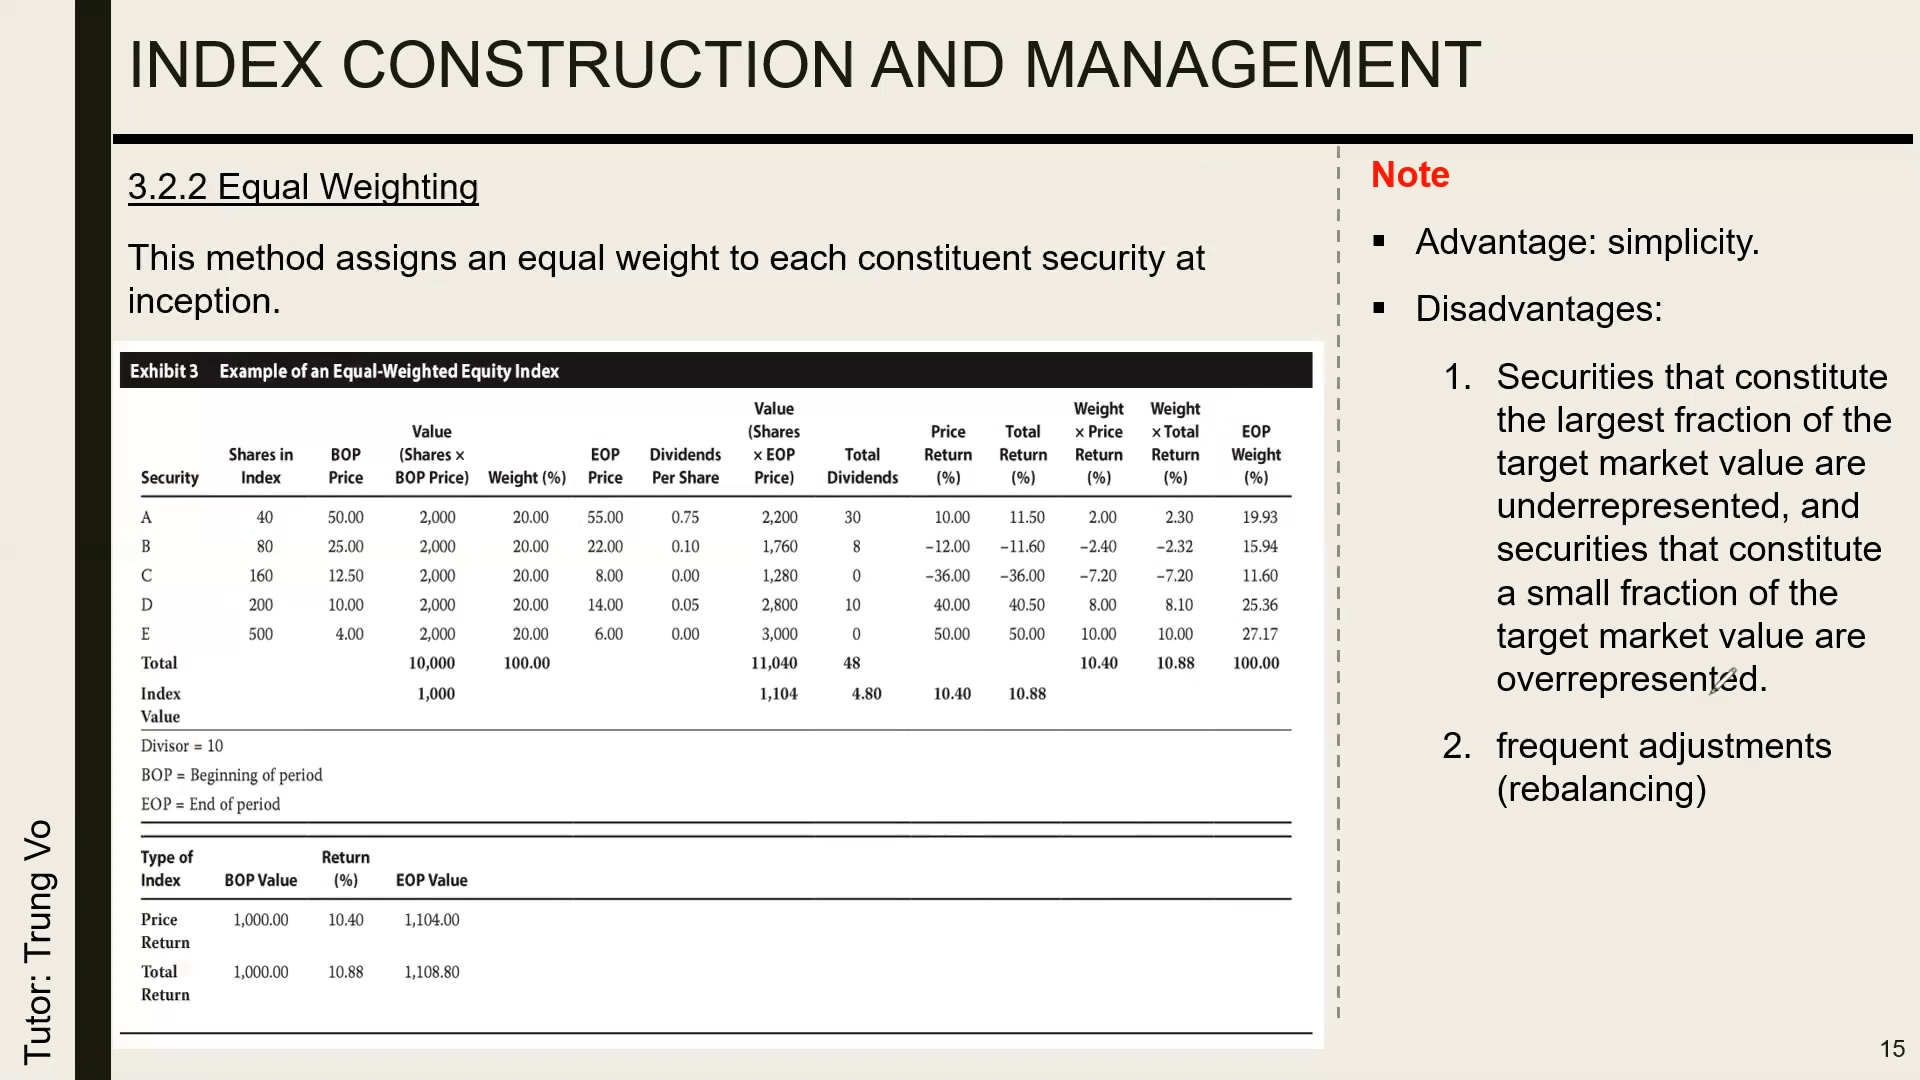 INDEX CONSTRUCTION AND MANAGEMENT
3.2.2 Equal Weighting
This method assigns an equal weight to each constituent security at
inception.
Exhibit 3 Example of an Equal-Weighted Equity Index
Security Shares in Index BOP Price Value (Shares × BOP Price) Weight (%) EOP Price Dividends Per Share Value (Shares × EOP Price) Total Dividends Price Return (%) Total Return (%) Weight × Price Return (%) Weight × Total Return (%) EOP Weight (%)
A 40 50.00 2,000 20.00 55.00 0.75 2,200 30 10.00 11.50 2.00 2.30 19.93
B 80 25.00 2,000 20.00 22.00 0.10 1,760 8 –12.00 –11.60 –2.40 –2.32 15.94
C 160 12.50 2,000 20.00 8.00 0.00 1,280 0 –36.00 –36.00 –7.20 –7.20 11.60
D 200 10.00 2,000 20.00 14.00 0.05 2,800 10 40.00 40.50 8.00 8.10 25.36
E 500 4.00 2,000 20.00 6.00 0.00 3,000 0 50.00 50.00 10.00 10.00 27.17
Total 10,000 100.00 11,040 48 10.40 10.88 100.00
Index Value 1,000 1,104 4.80 10.40 10.88
Divisor = 10
BOP = Beginning of period
EOP = End of period
Type of Index BOP Value Return (%) EOP Value
Price Return 1,000.00 10.40 1,104.00
Total Return 1,000.00 10.88 1,108.80
Note
▪ Advantage: simplicity.
▪ Disadvantages:
1. Securities that constitute
the largest fraction of the
target market value are
underrepresented, and
securities that constitute
a small fraction of the
target market value are
overrepresented.
2. frequent adjustments
(rebalancing)
Tutor: Trung Vo
15